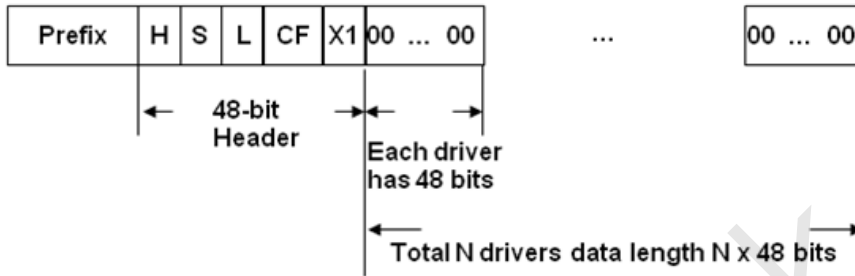 Prefix H S L CF X1 00 ... 00 ... 00 ... 00
48-bit
Header
Each driver
has 48 bits
Total N drivers data length N x 48 bits